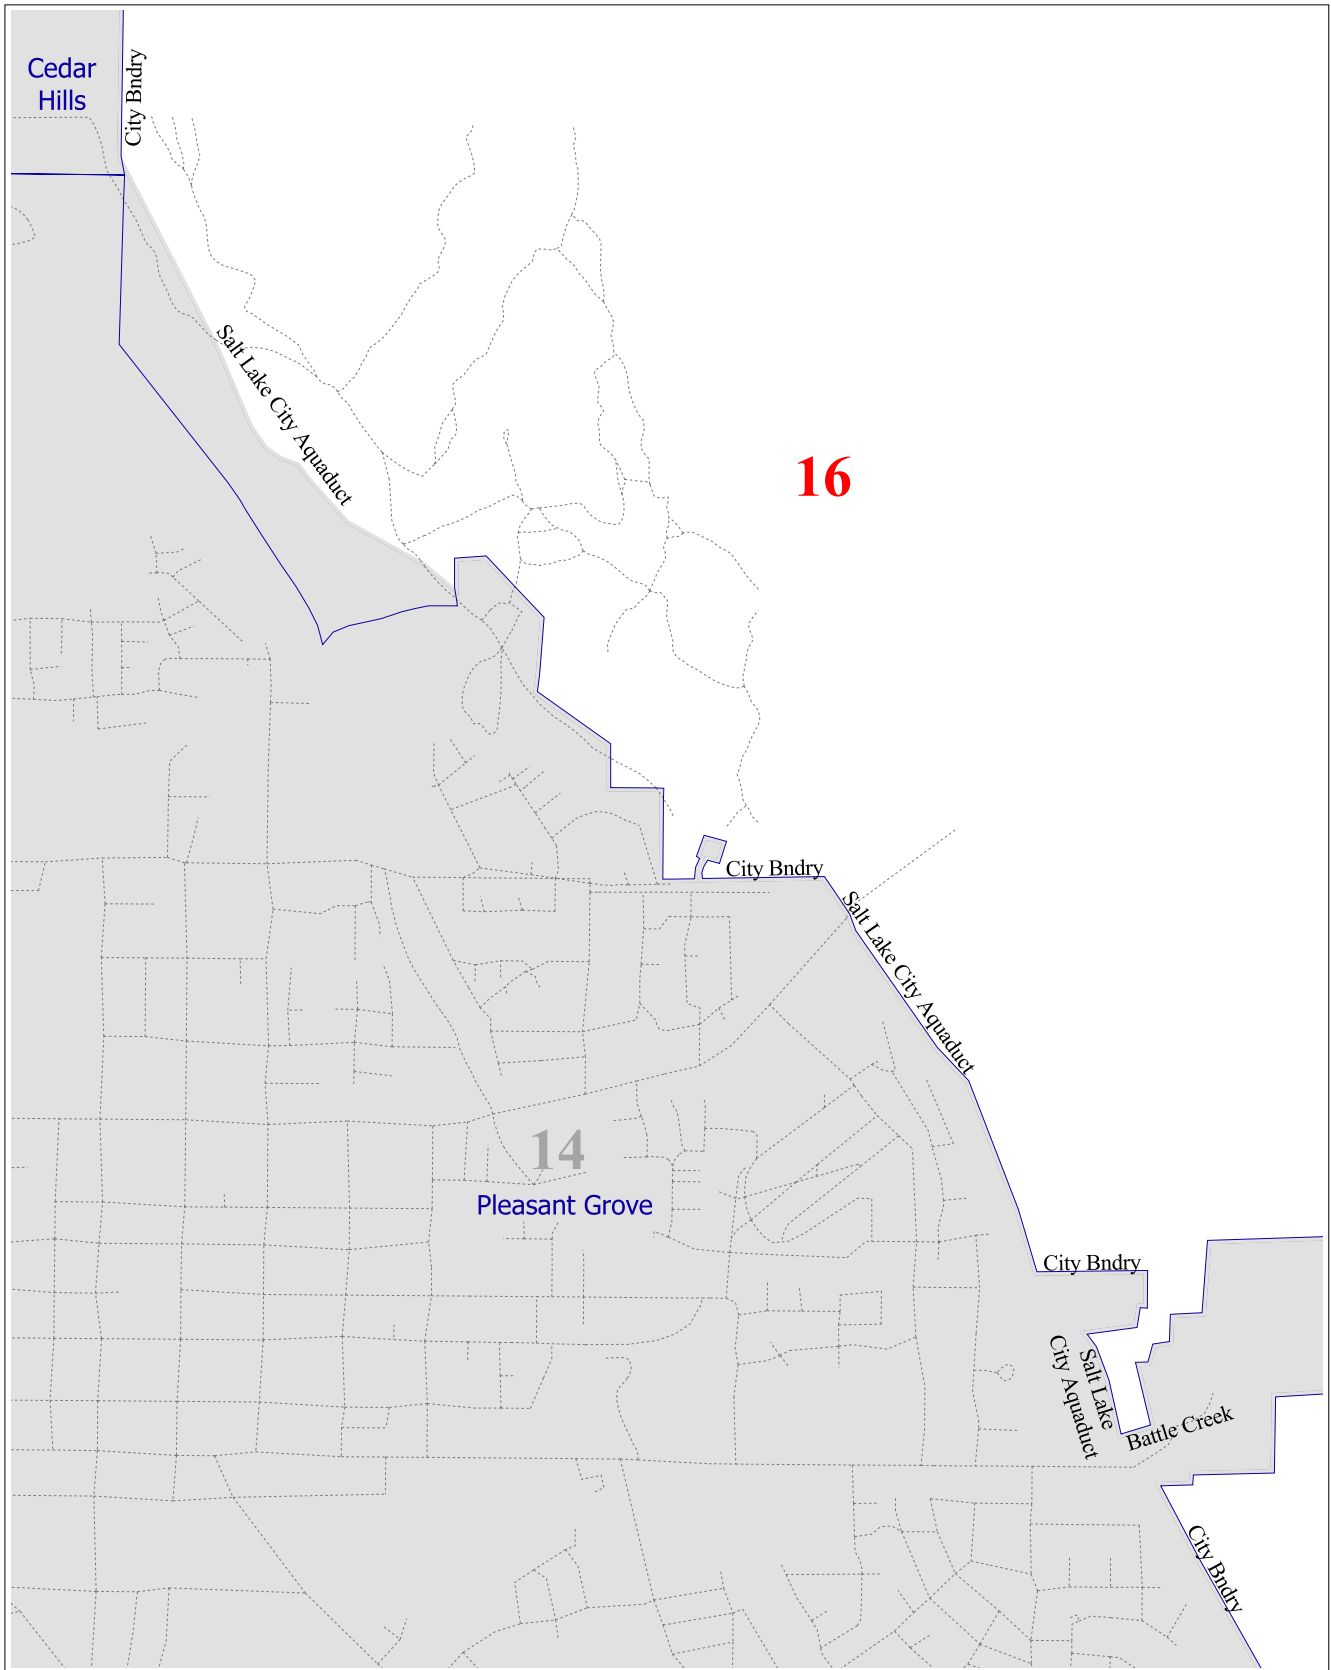 Cedar
Hills
City Bndry
Salt Lake City Aquaduct
16
City Bndry
Salt Lake City Aquaduct
14
Pleasant Grove
City Bndry
Salt Lake
City Aquaduct
Battle Creek
City Bndry